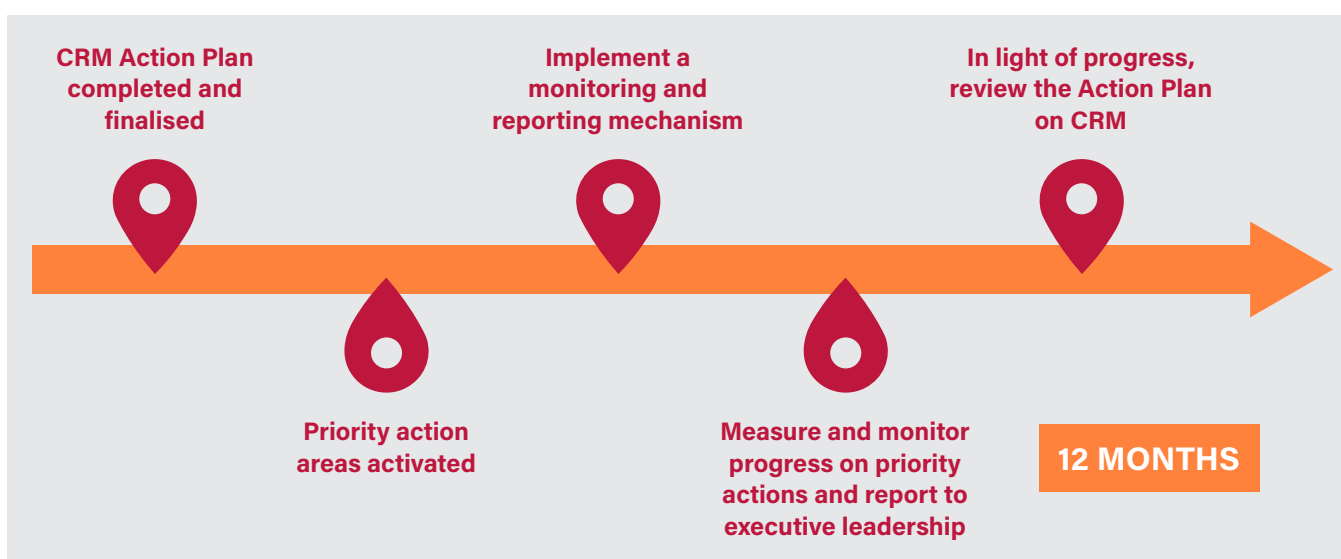 CRM Action Plan
completed and
finalised
Priority action
areas activated
Implement a
monitoring and
reporting mechanism
Measure and monitor
progress on priority
actions and report to
executive leadership
In light of progress,
review the Action Plan
on CRM
12 MONTHS